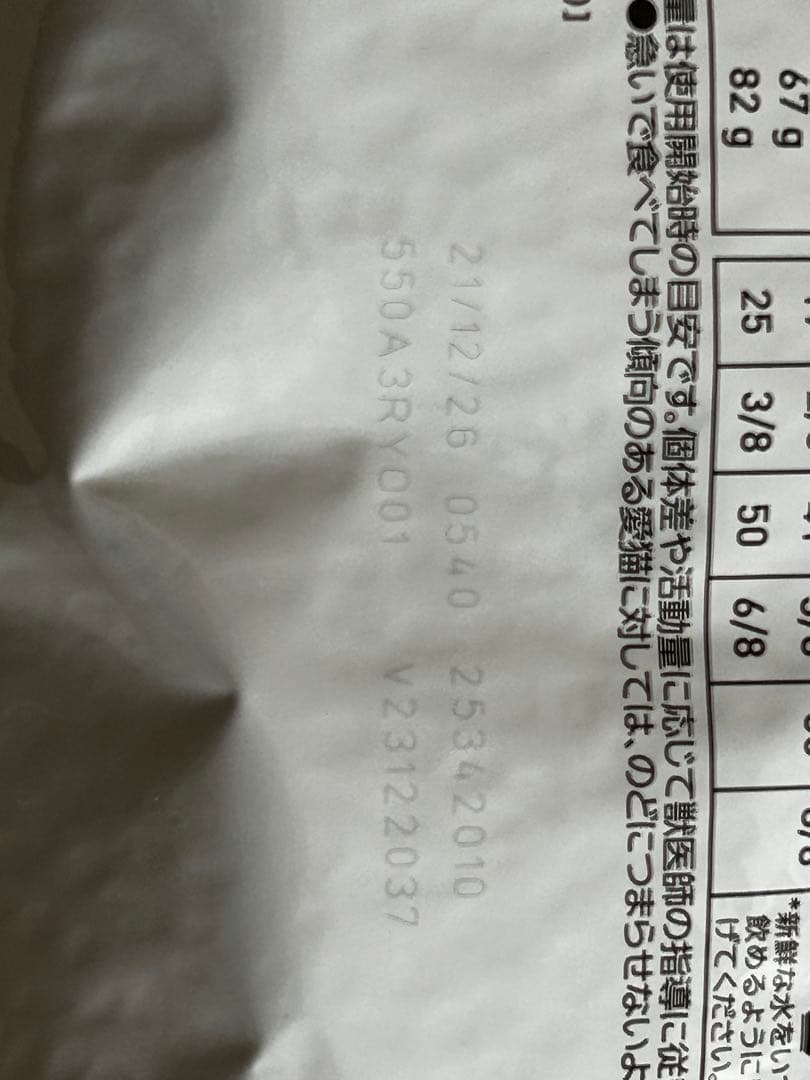 67g
82g
25 3/8 50 6/8
*新鮮な水をい
飲めるように
げてください。
量は使用開始時の目安です。個体差や活動量に応じて獣医師の指導に従
●急いで食べてしまう傾向のある愛猫に対しては、のどにつまらせないよ
21/12/26 0540 25342010
550A3RY001 V23122037